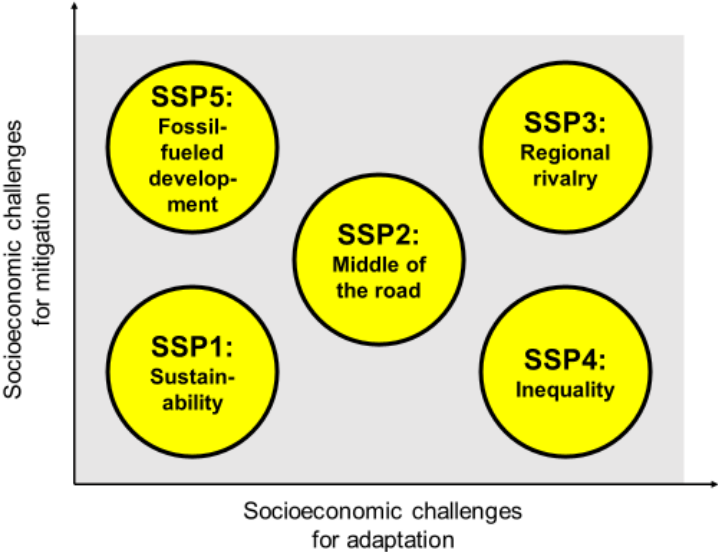 Socioeconomic challenges
for mitigation
SSP5:
Fossil-
fueled
develop-
ment
SSP3:
Regional
rivalry
SSP2:
Middle of
the road
SSP1:
Sustain-
ability
SSP4:
Inequality
Socioeconomic challenges
for adaptation